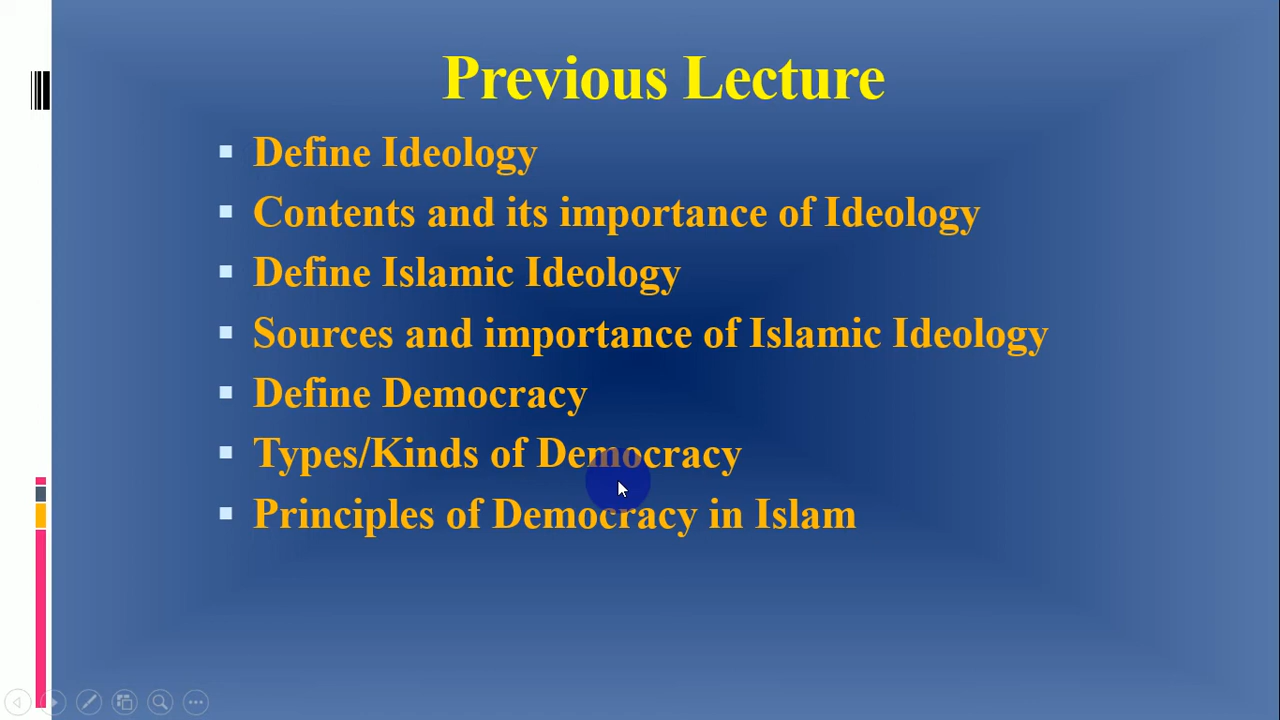 Previous Lecture
Define Ideology
Contents and its importance of Ideology
Define Islamic Ideology
Sources and importance of Islamic Ideology
Define Democracy
Types/Kinds of Democracy
Principles of Democracy in Islam